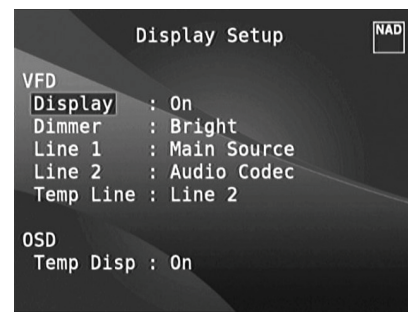 Display Setup
NAD
VFD
Display : On
Dimmer : Bright
Line 1 : Main Source
Line 2 : Audio Codec
Temp Line : Line 2
OSD
Temp Disp : On